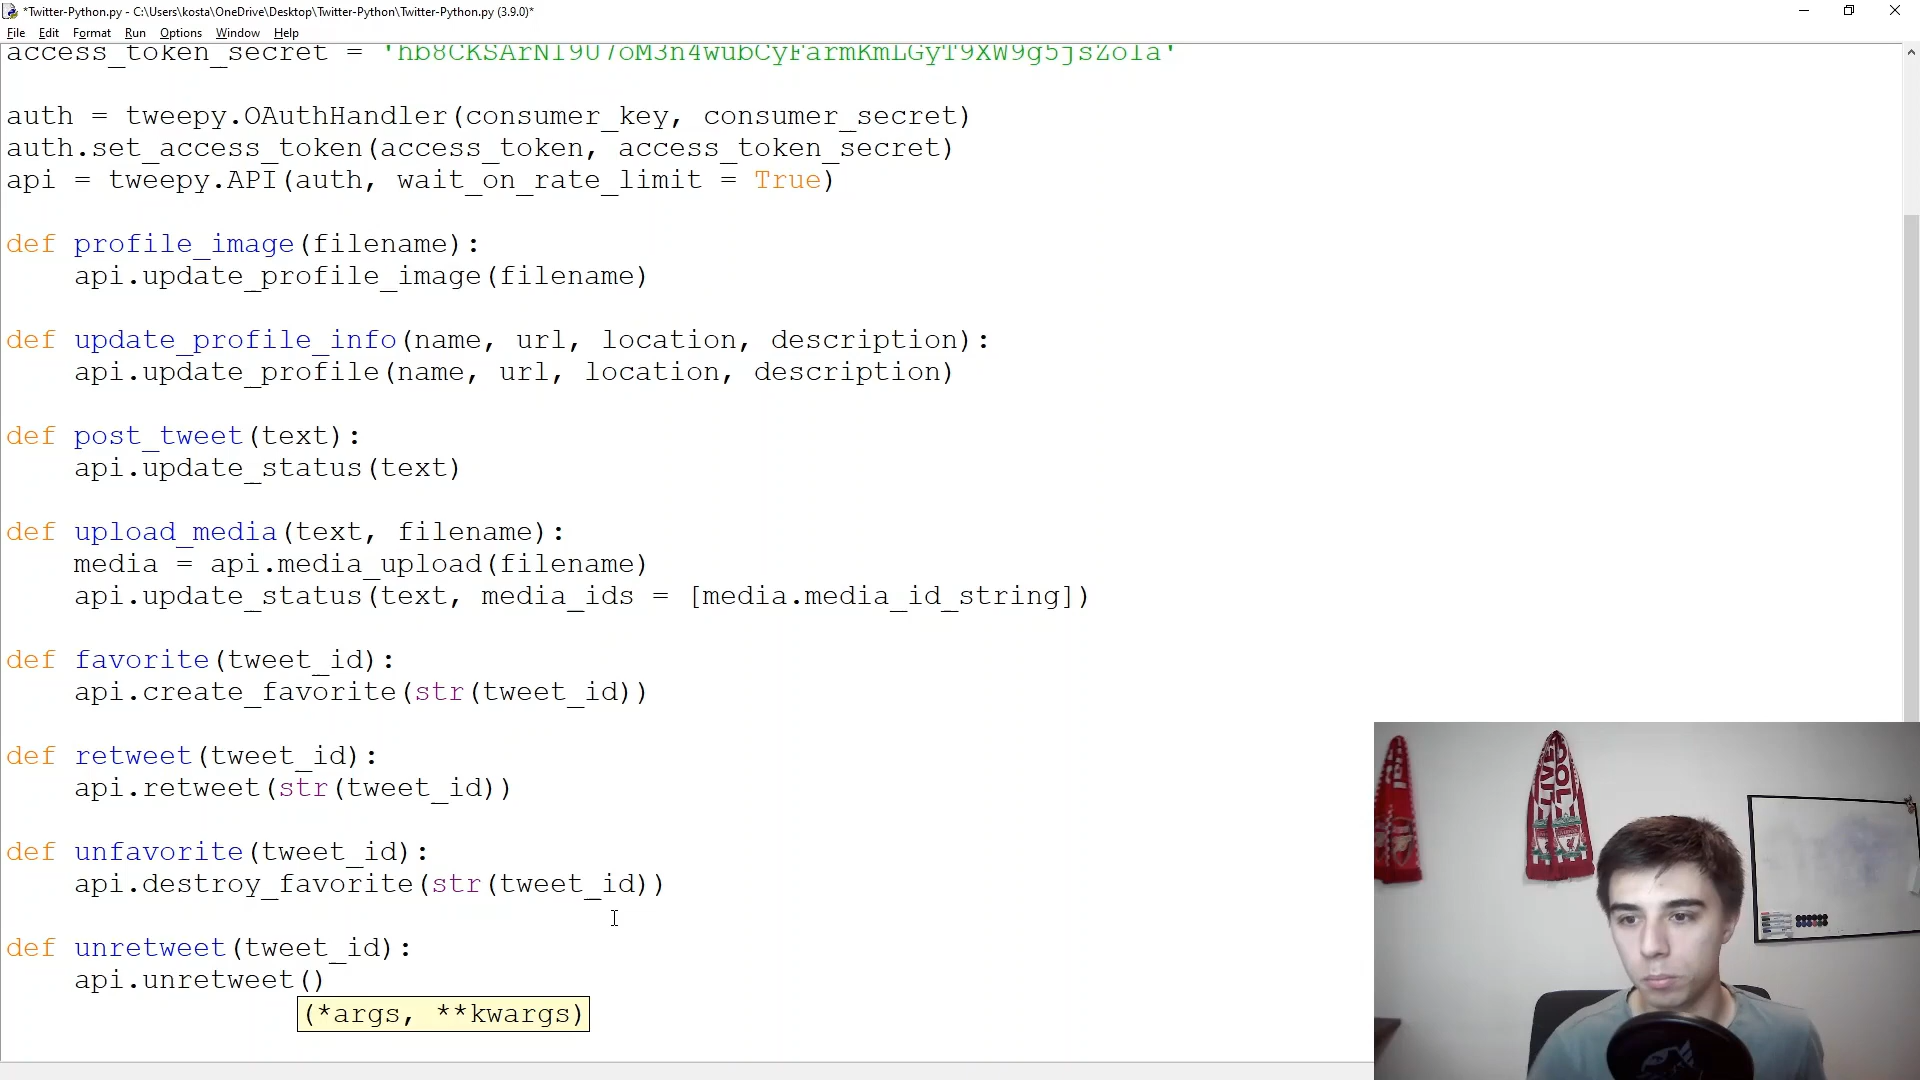 *Twitter-Python.py - C:\Users\kosta\OneDrive\Desktop\Twitter-Python\Twitter-Python.py (3.9.0)*
File Edit Format Run Options Window Help
access_token_secret =
auth = tweepy.OAuthHandler(consumer_key, consumer_secret)
auth.set_access_token(access_token, access_token_secret)
api = tweepy.API(auth, wait_on_rate_limit = True)
def profile_image(filename):
api.update_profile_image(filename)
def update_profile_info(name, url, location, description):
api.update_profile(name, url, location, description)
def post_tweet(text):
api.update_status(text)
def upload_media(text, filename):
media = api.media_upload(filename)
api.update_status(text, media_ids = [media.media_id_string])
def favorite(tweet_id):
api.create_favorite(str(tweet_id))
def retweet(tweet_id):
api.retweet(str(tweet_id))
def unfavorite(tweet_id):
api.destroy_favorite(str(tweet_id))
def unretweet(tweet_id):
api.unretweet()
(*args, **kwargs)